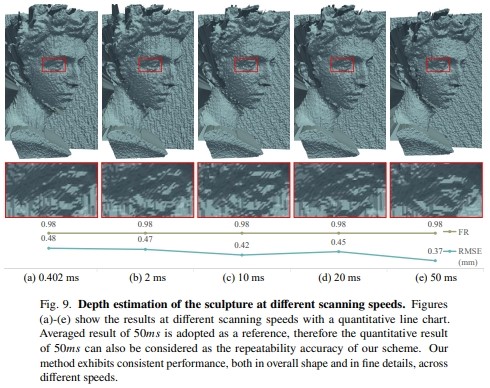 0.98 0.98 0.98 0.98 0.98 FR
0.48 0.47 0.42 0.45 0.37 RMSE
(mm)
(a) 0.402 ms (b) 2 ms (c) 10 ms (d) 20 ms (e) 50 ms
Fig. 9. Depth estimation of the sculpture at different scanning speeds. Figures
(a)-(e) show the results at different scanning speeds with a quantitative line chart.
Averaged result of 50ms is adopted as a reference, therefore the quantitative result
of 50ms can also be considered as the repeatability accuracy of our scheme. Our
method exhibits consistent performance, both in overall shape and in fine details, across
different speeds.